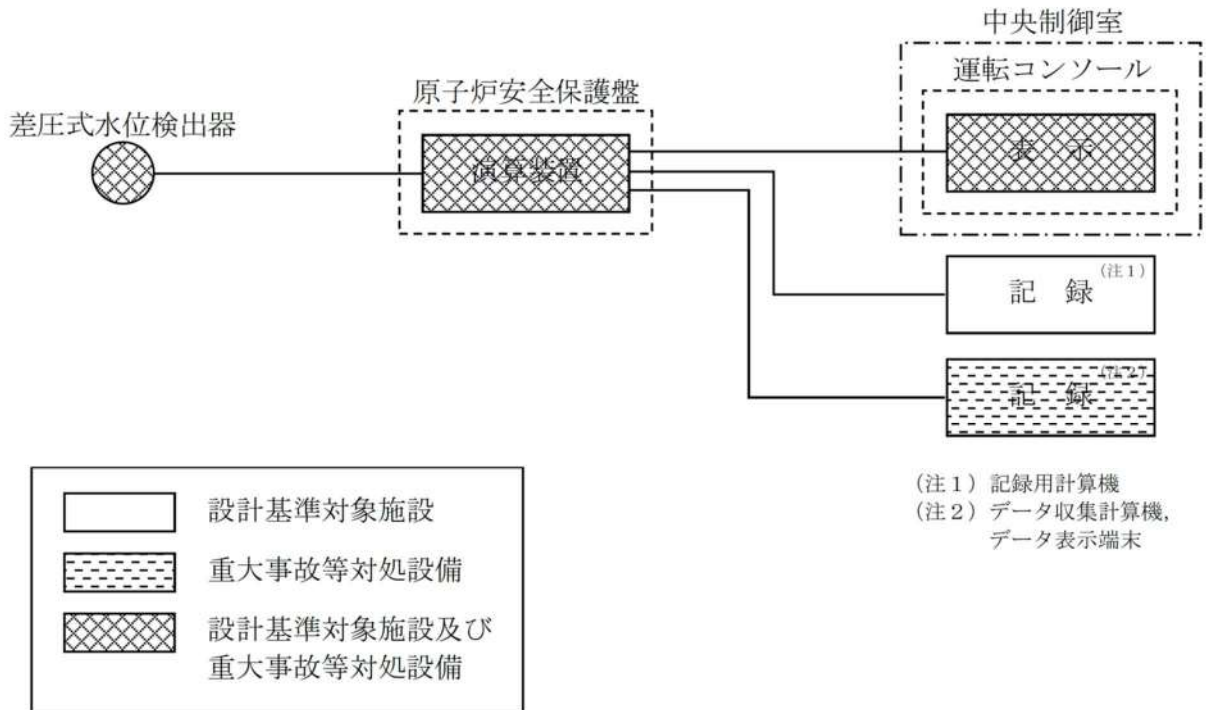 中央制御室
運転コンソール
原子炉安全保護盤
差圧式水位検出器
演算装置
表 示
記 録 (注1)
記 録 (注2)
(注1) 記録用計算機
(注2) データ収集計算機,
データ表示端末
設計基準対象施設
重大事故等対処設備
設計基準対象施設及び
重大事故等対処設備